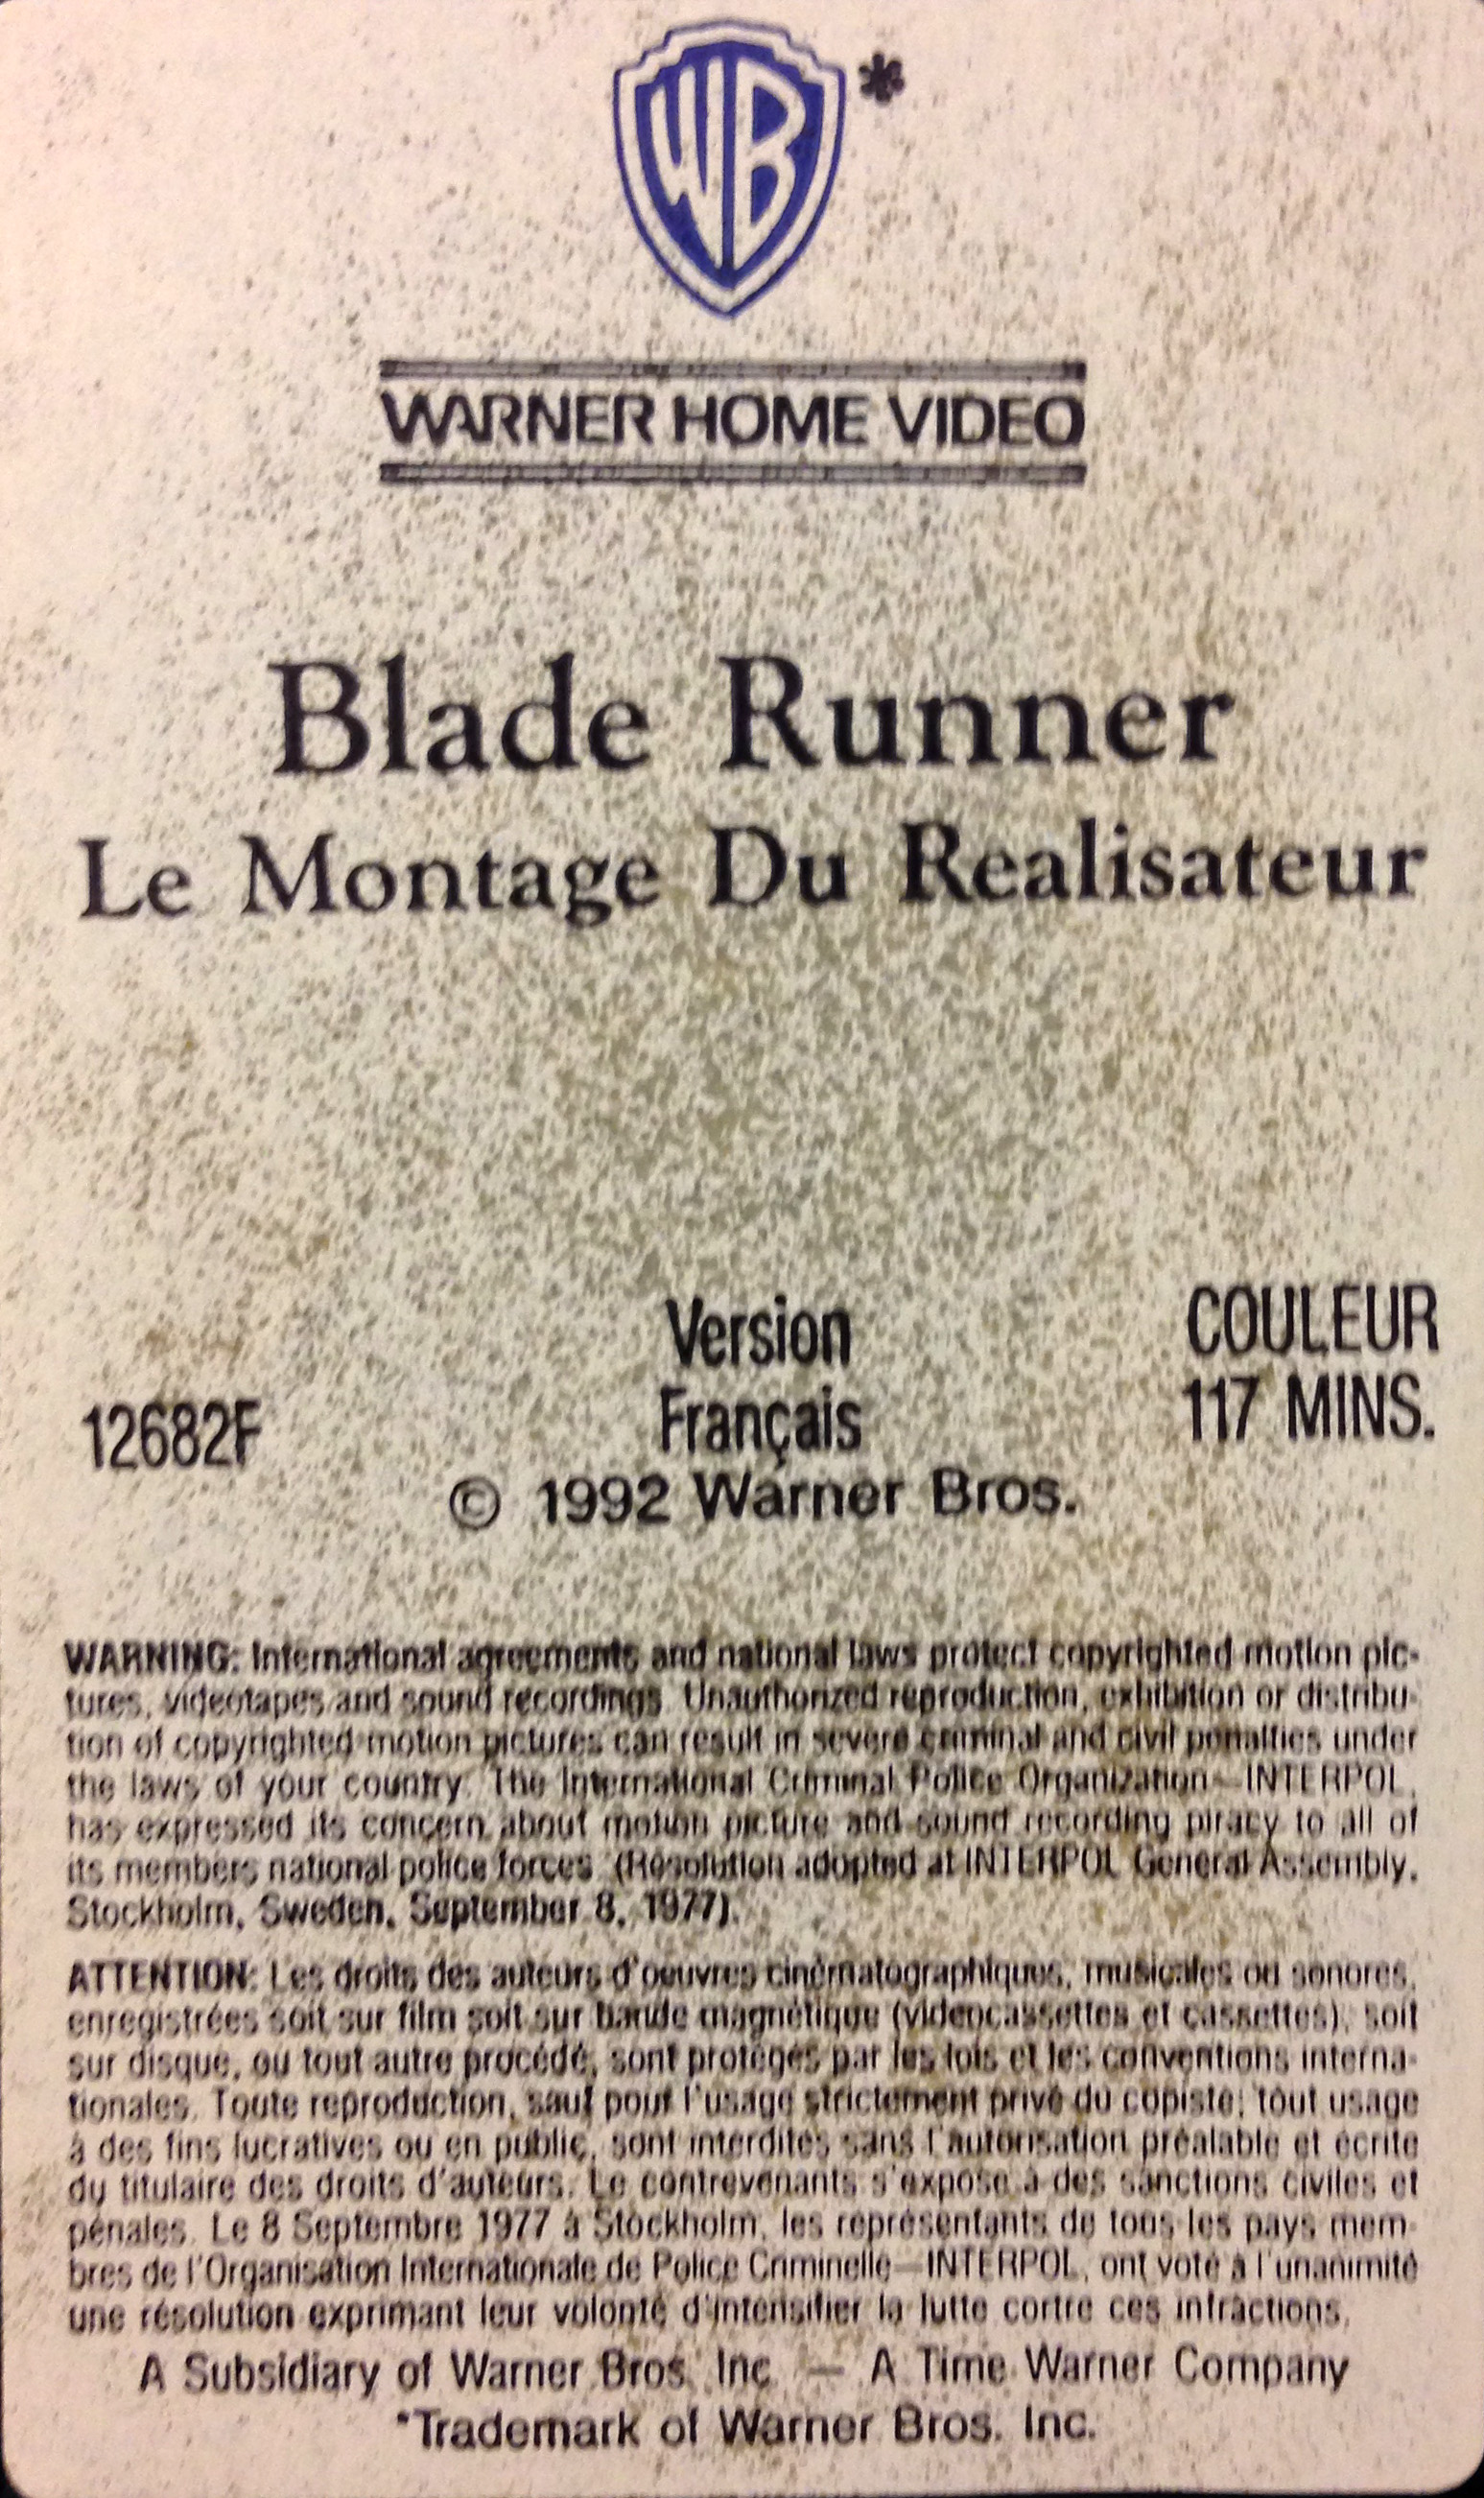 WB*
WARNER HOME VIDEO
Blade Runner
Le Montage Du Realisateur
12682F
Version
Français
COULEUR
117 MINS.
© 1992 Warner Bros.
WARNING: International agreements and national laws protect copyrighted motion pic-
tures, videotapes and sound recordings. Unauthorized reproduction, exhibition or distribu-
tion of copyrighted motion pictures can result in severe criminal and civil penalties under
the laws of your country. The International Criminal Police Organization—INTERPOL,
has expressed its concern about motion picture and sound recording piracy to all of
its members national police forces. (Resolution adopted at INTERPOL General Assembly,
Stockholm, Sweden, September 8, 1977).
ATTENTION: Les droits des auteurs d'oeuvres cinématographiques, musicales ou sonores,
enregistrées soit sur film soit sur bande magnétique (videocassettes et cassettes), soit
sur disque, ou tout autre procédé, sont protégés par les lois et les conventions interna-
tionales. Toute reproduction, sauf pour l'usage strictement privé du copiste; tout usage
à des fins lucratives ou en public, sont interdites sans l'autorisation préalable et écrite
du titulaire des droits d'auteurs. Le contrevenants s'expose à des sanctions civiles et
pénales. Le 8 Septembre 1977 à Stockholm, les représentants de tous les pays mem-
bres de l'Organisation Internationale de Police Criminelle—INTERPOL, ont voté à l'unanimité
une résolution exprimant leur volonté d'intensifier la lutte cortre ces infractions.
A Subsidiary of Warner Bros. Inc. — A Time Warner Company
*Trademark of Warner Bros. Inc.